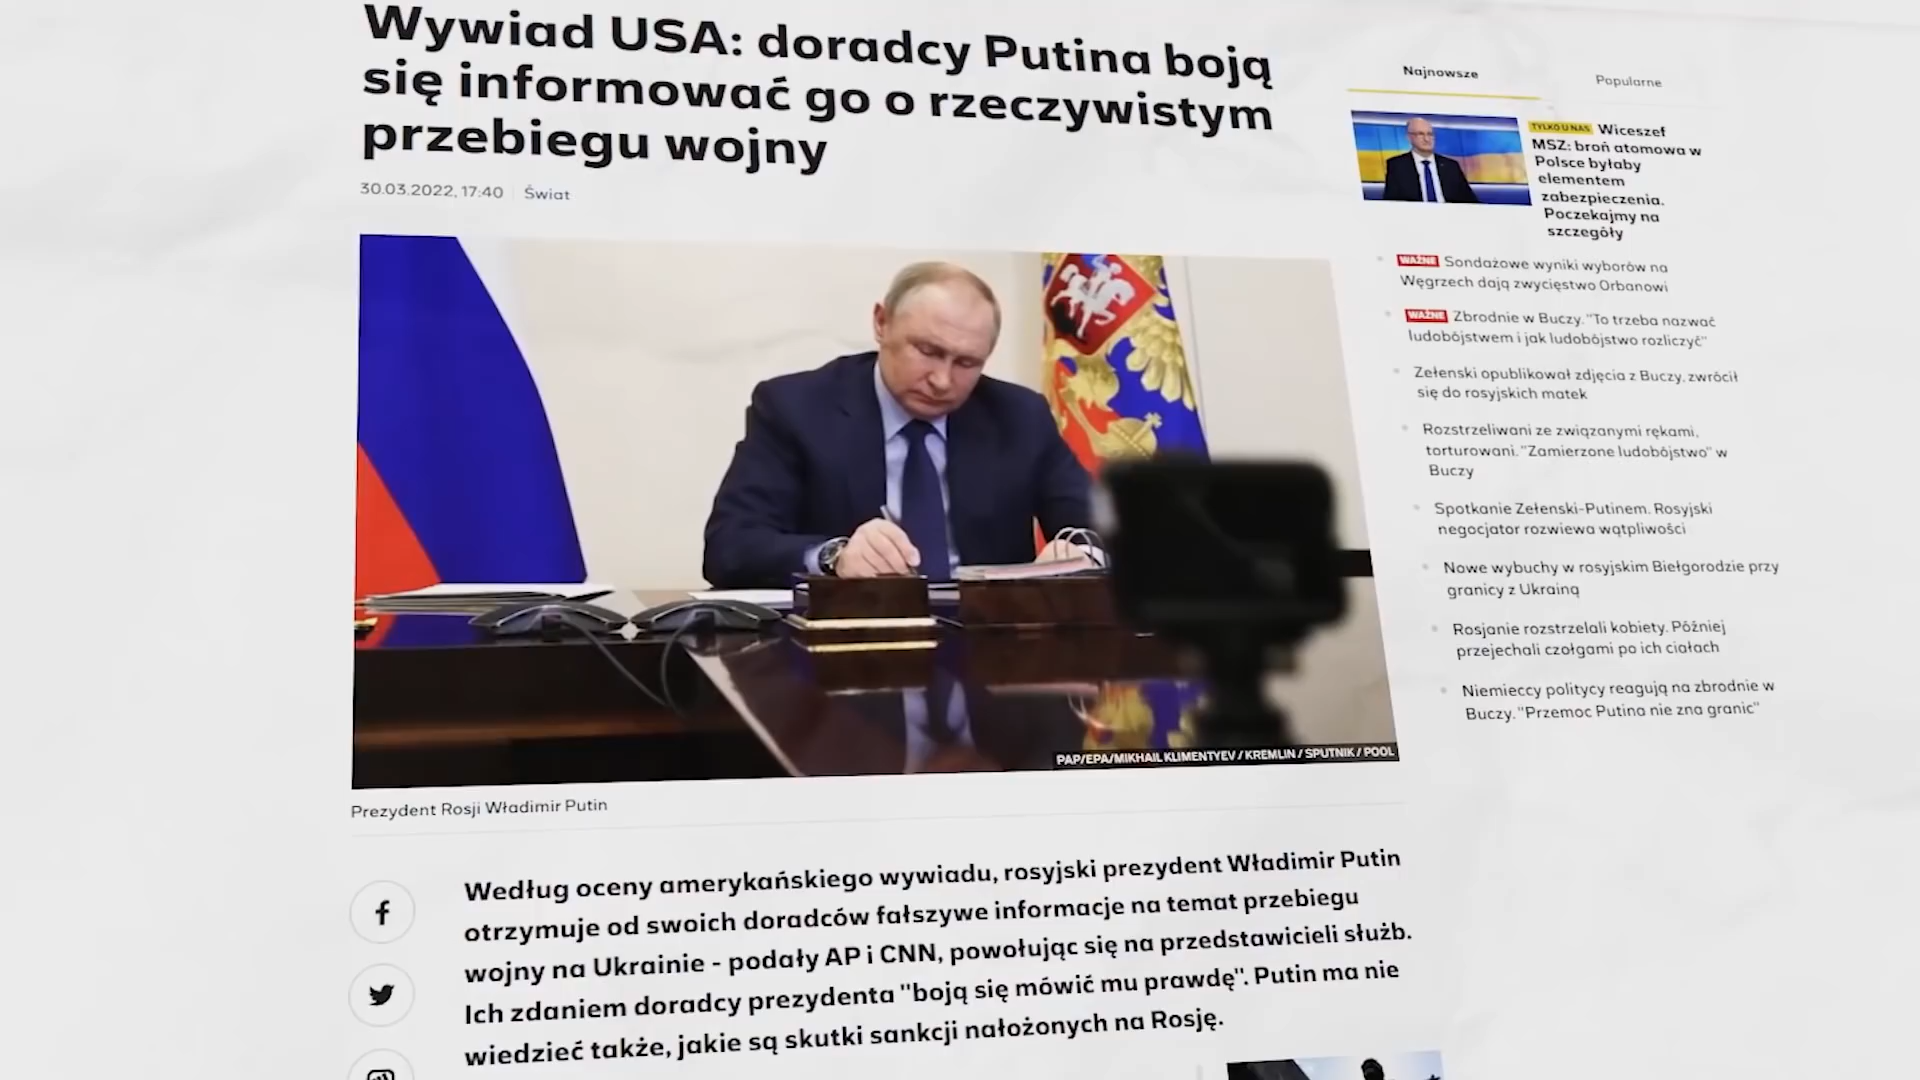 Wywiad USA: doradcy Putina boją
się informować go o rzeczywistym
przebiegu wojny
30.03.2022, 17:40 Świat
PAP/EPA/MIKHAIL KLIMENTYEV / KREMLIN / SPUTNIK / POOL
Prezydent Rosji Władimir Putin
Według oceny amerykańskiego wywiadu, rosyjski prezydent Władimir Putin
otrzymuje od swoich doradców fałszywe informacje na temat przebiegu
wojny na Ukrainie - podały AP i CNN, powołując się na przedstawicieli służb.
Ich zdaniem doradcy prezydenta "boją się mówić mu prawdę". Putin ma nie
wiedzieć także, jakie są skutki sankcji nałożonych na Rosję.
Najnowsze
Popularne
TYLKO U NAS Wiceszef
MSZ: broń atomowa w
Polsce byłaby
elementem
zabezpieczenia.
Poczekajmy na
szczegóły
WAŻNE Sondażowe wyniki wyborów na
Węgrzech dają zwycięstwo Orbanowi
WAŻNE Zbrodnie w Buczy. "To trzeba nazwać
ludobójstwem i jak ludobójstwo rozliczyć"
Zełenski opublikował zdjęcia z Buczy, zwrócił
się do rosyjskich matek
Rozstrzeliwani ze związanymi rękami,
torturowani. "Zamierzone ludobójstwo" w
Buczy
Spotkanie Zełenski-Putinem. Rosyjski
negocjator rozwiewa wątpliwości
Nowe wybuchy w rosyjskim Biełgorodzie przy
granicy z Ukrainą
Rosjanie rozstrzelali kobiety. Później
przejechali czołgami po ich ciałach
Niemieccy politycy reagują na zbrodnie w
Buczy. "Przemoc Putina nie zna granic"